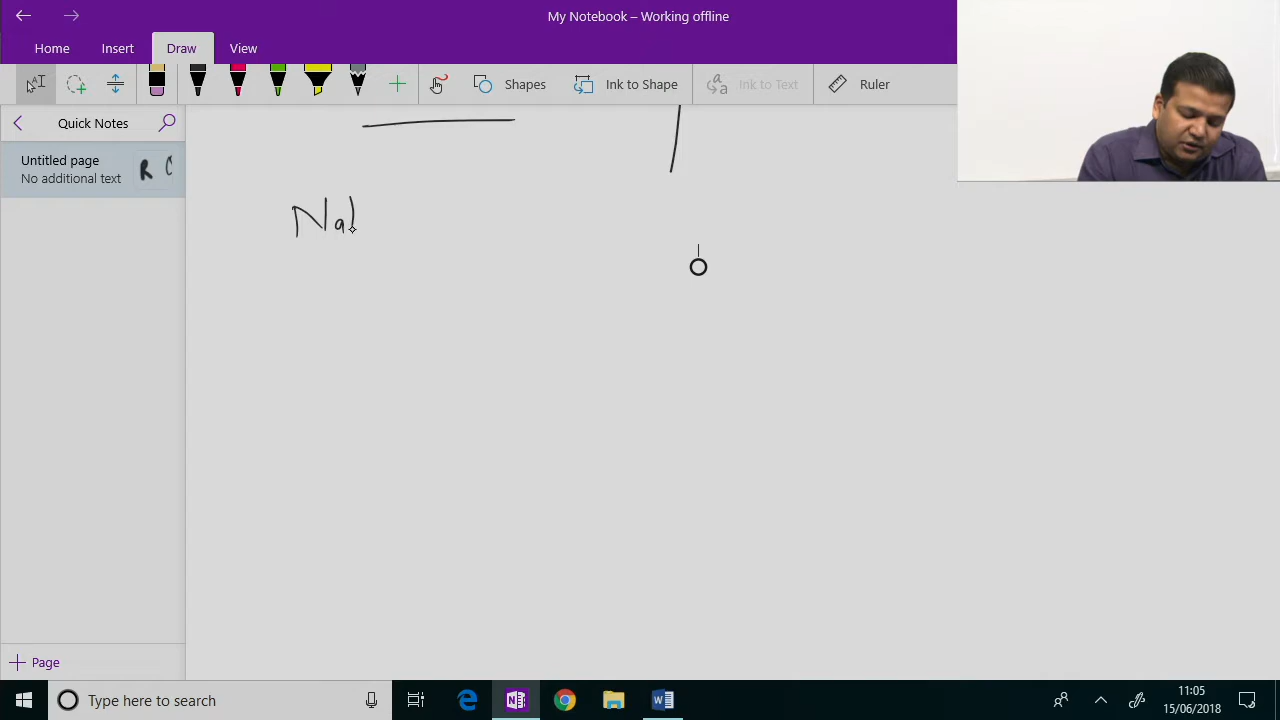 My Notebook – Working offline
Home Insert Draw View
Shapes Ink to Shape Ink to Text Ruler
Quick Notes
Untitled page
No additional text
R
Na
Page
Type here to search
11:05
15/06/2018